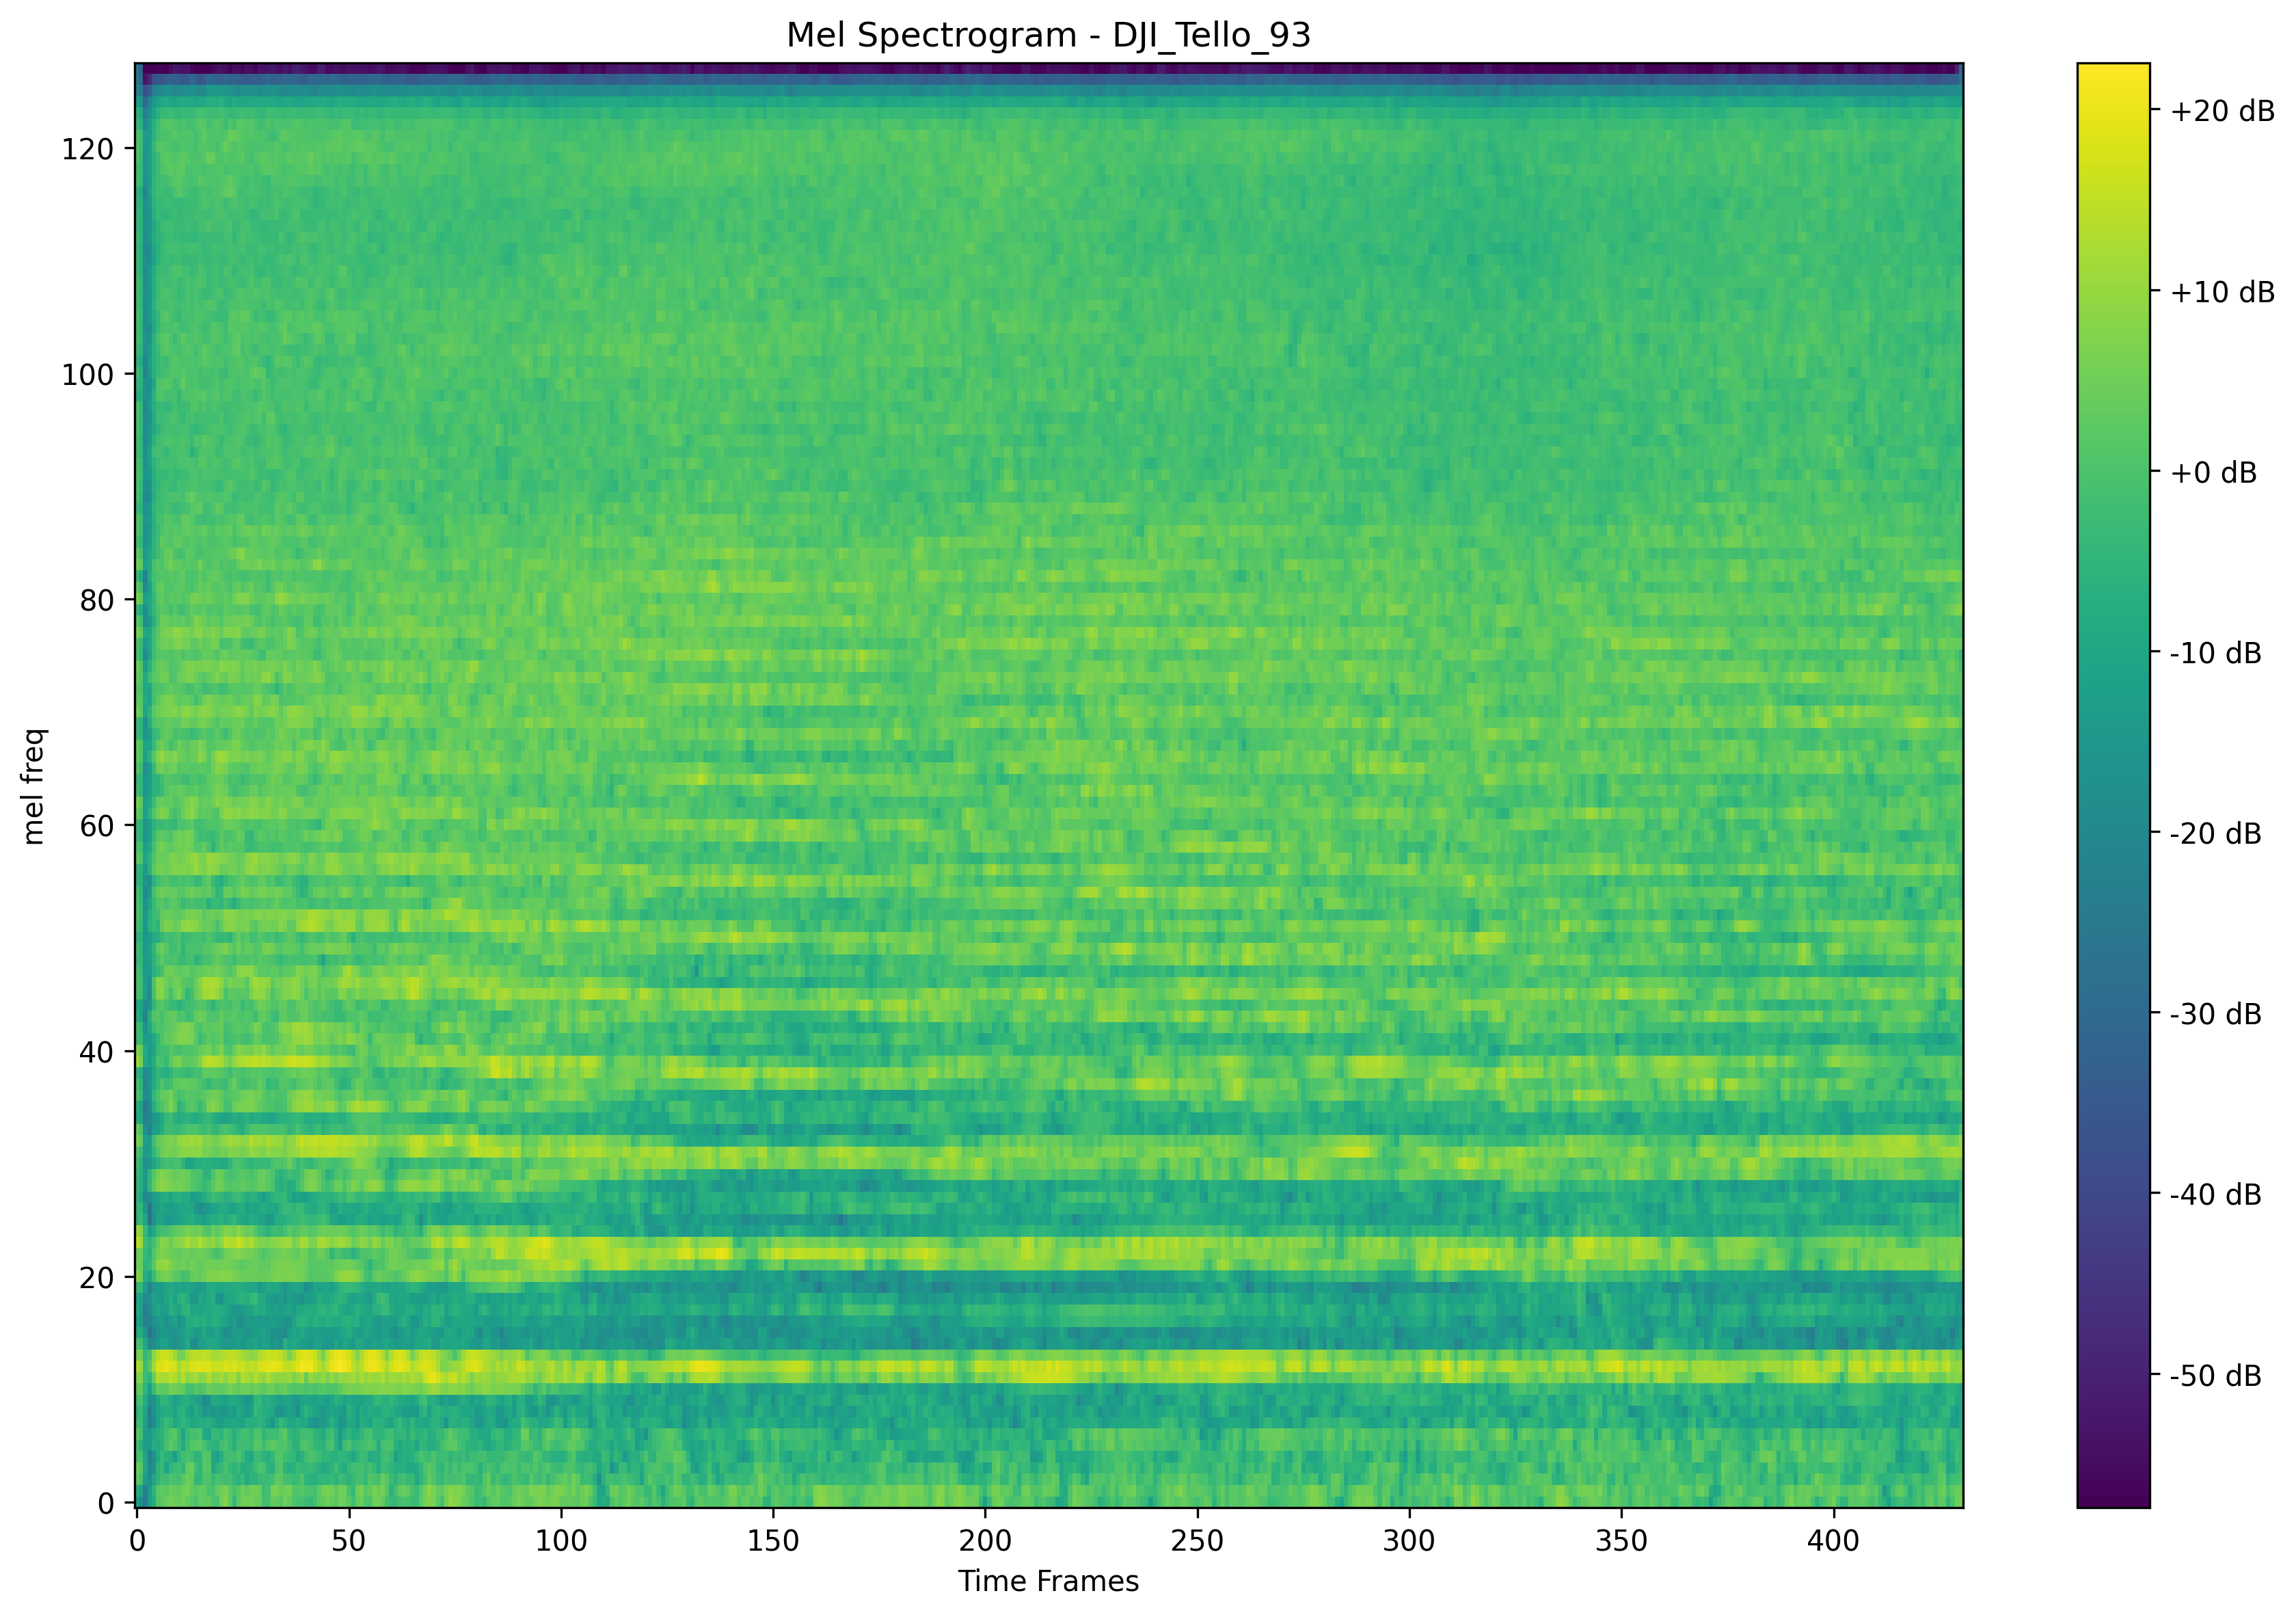 Mel Spectrogram - DJI_Tello_93
mel freq
120
100
80
60
40
20
0
0 50 100 150 200 250 300 350 400
Time Frames
+20 dB
+10 dB
+0 dB
-10 dB
-20 dB
-30 dB
-40 dB
-50 dB